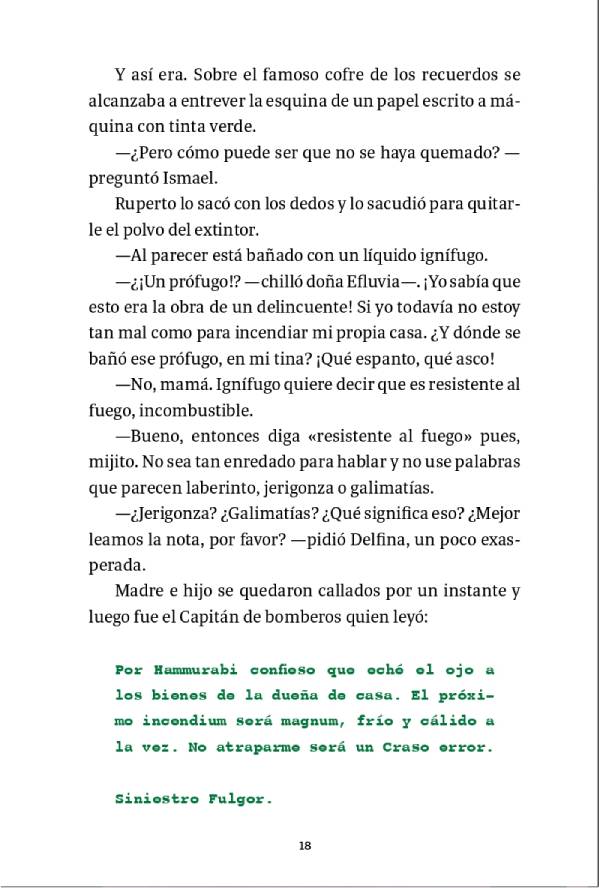 Y así era. Sobre el famoso cofre de los recuerdos se
alcanzaba a entrever la esquina de un papel escrito a má-
quina con tinta verde.
—¿Pero cómo puede ser que no se haya quemado? —
preguntó Ismael.
Ruperto lo sacó con los dedos y lo sacudió para quitar-
le el polvo del extintor.
—Al parecer está bañado con un líquido ignífugo.
—¿¡Un prófugo!? —chilló doña Efluvia—. ¡Yo sabía que
esto era la obra de un delincuente! Si yo todavía no estoy
tan mal como para incendiar mi propia casa. ¿Y dónde se
bañó ese prófugo, en mi tina? ¡Qué espanto, qué asco!
—No, mamá. Ignífugo quiere decir que es resistente al
fuego, incombustible.
—Bueno, entonces diga «resistente al fuego» pues,
mijito. No sea tan enredado para hablar y no use palabras
que parecen laberinto, jerigonza o galimatías.
—¿Jerigonza? ¿Galimatías? ¿Qué significa eso? ¿Mejor
leamos la nota, por favor? —pidió Delfina, un poco exas-
perada.
Madre e hijo se quedaron callados por un instante y
luego fue el Capitán de bomberos quien leyó:
Por Hammurabi confieso que eché el ojo a
los bienes de la dueña de casa. El próxi-
mo incendium será magnum, frío y cálido a
la vez. No atraparme será un Craso error.
Siniestro Fulgor.
18